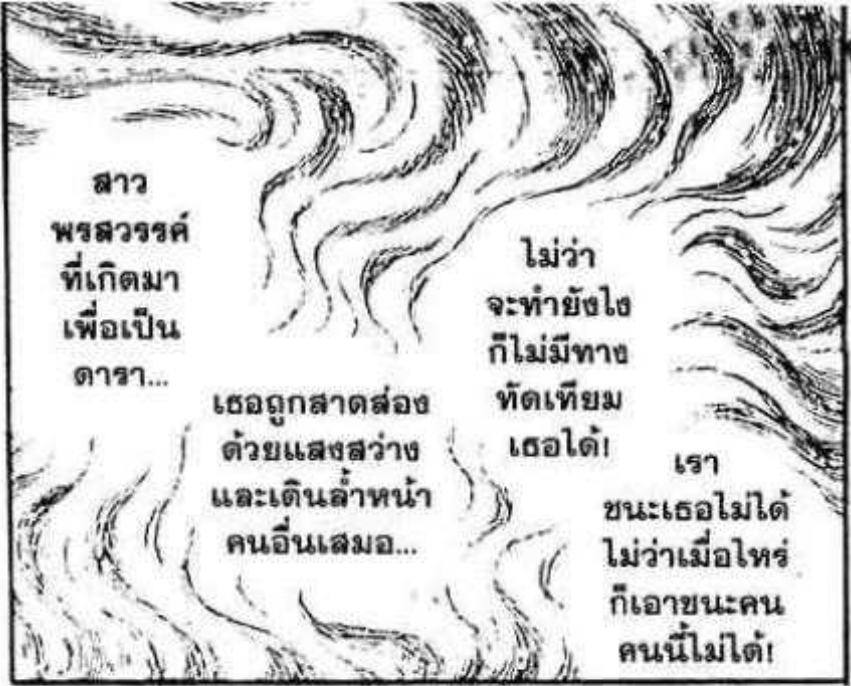 สาว
พรสวรรค์
ที่เกิดมา
เพื่อเป็น
ดารา...
เธอถูกสาดส่อง
ด้วยแสงสว่าง
และเดินล้ำหน้า
คนอื่นเสมอ...
ไม่ว่า
จะทำยังไง
ก็ไม่มีทาง
ทัดเทียม
เธอได้!
เรา
ชนะเธอไม่ได้
ไม่ว่าเมื่อไหร่
ก็เอาชนะคน
คนนี้ไม่ได้!